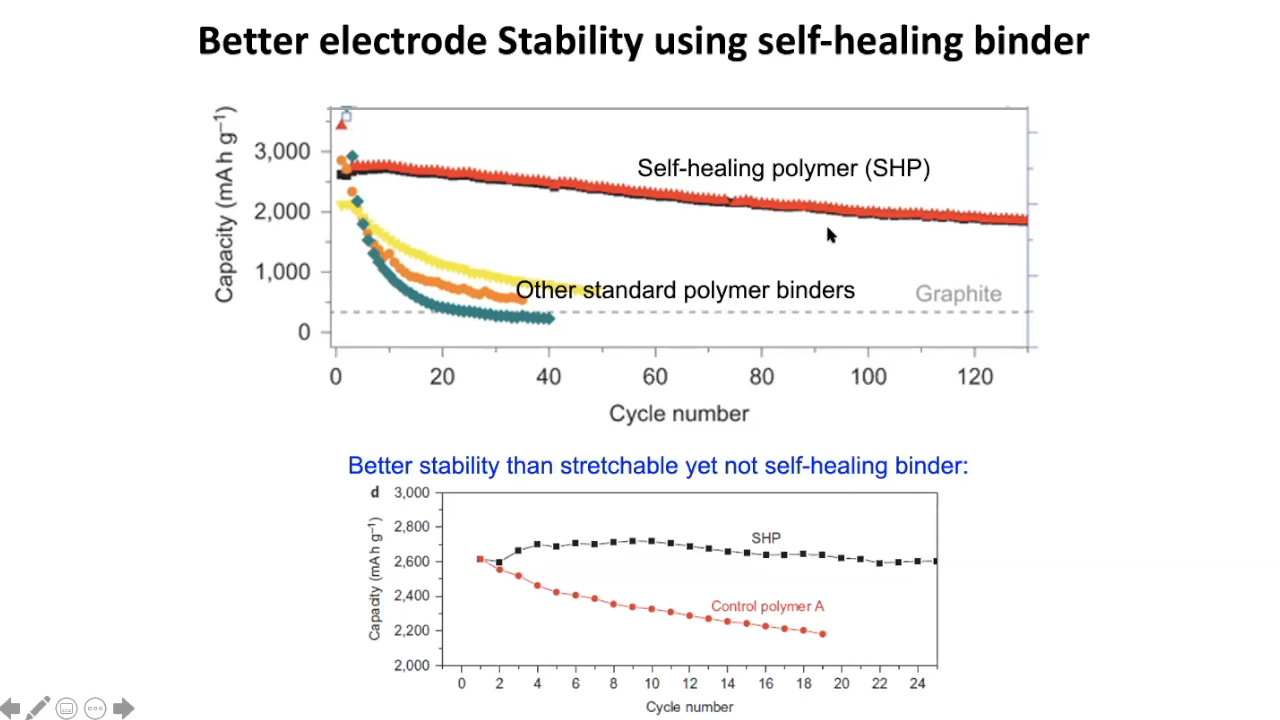 Better electrode Stability using self-healing binder
Capacity (mA h g⁻¹)
3,000
2,000
1,000
0
Self-healing polymer (SHP)
Other standard polymer binders
Graphite
0 20 40 60 80 100 120
Cycle number
Better stability than stretchable yet not self-healing binder:
d
Capacity (mA h g⁻¹)
3,000
2,800
2,600
2,400
2,200
2,000
SHP
Control polymer A
0 2 4 6 8 10 12 14 16 18 20 22 24
Cycle number